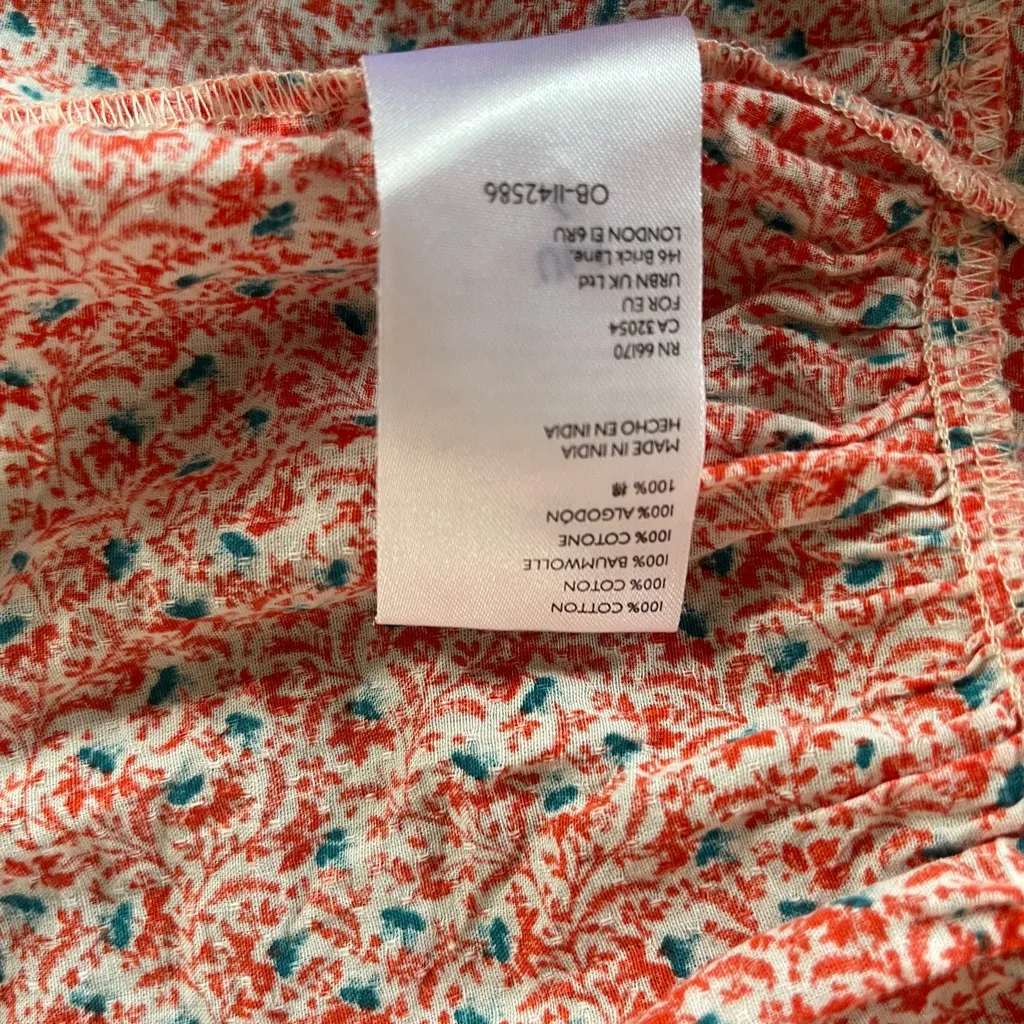 100% COTTON
100% COTON
100% BAUMWOLLE
100% COTONE
100% ALGODÓN
100% 棉
MADE IN INDIA
HECHO EN INDIA
RN 66170
CA 32054
FOR EU
URBN UK Ltd
146 Brick Lane,
LONDON E1 6RU
OB-1142586